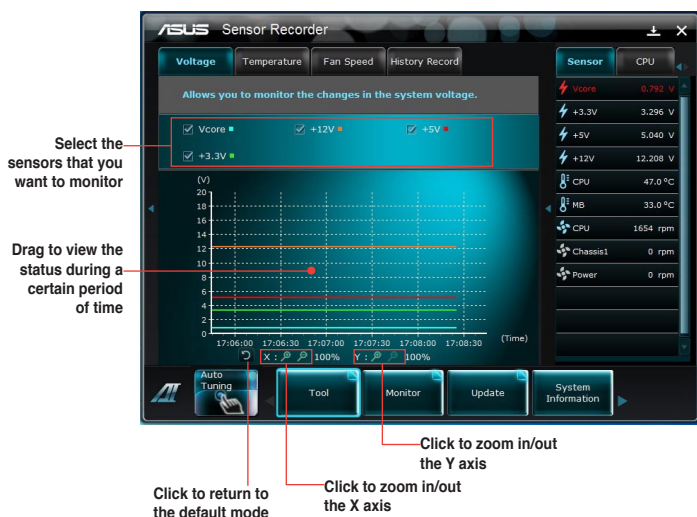 ASUS Sensor Recorder
Voltage Temperature Fan Speed History Record
Allows you to monitor the changes in the system voltage.
Vcore +12V +5V
+3.3V
(V)
20
18
16
14
12
10
8
6
4
2
0
17:06:00 17:06:30 17:07:00 17:07:30 17:08:00 17:08:30
(Time)
X : 100% Y : 100%
Sensor CPU
Vcore 0.792 V
+3.3V 3.296 V
+5V 5.040 V
+12V 12.208 V
CPU 47.0 °C
MB 33.0 °C
CPU 1654 rpm
Chassis1 0 rpm
Power 0 rpm
Auto
Tuning
Tool
Monitor
Update
System
Information
Select the
sensors that you
want to monitor
Drag to view the
status during a
certain period
of time
Click to zoom in/out
the Y axis
Click to zoom in/out
the X axis
Click to return to
the default mode